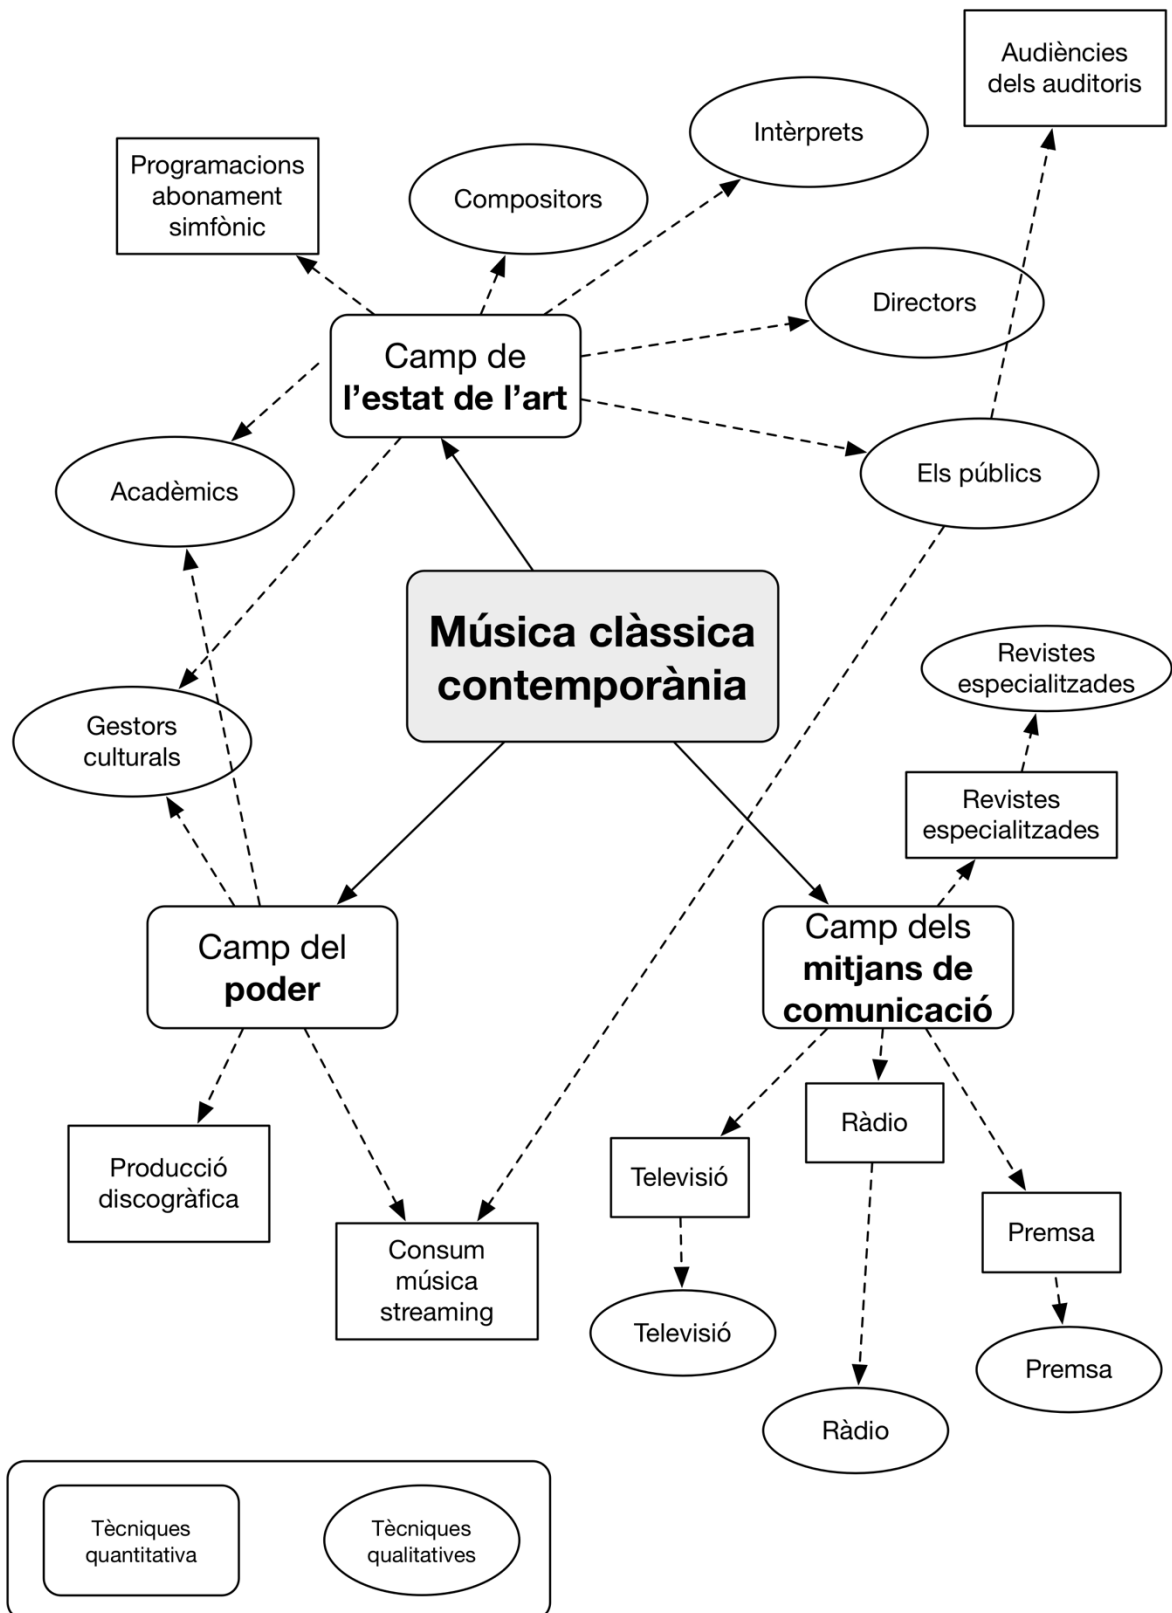 Audiències
dels auditoris
Intèrprets
Programacions
abonament
simfònic
Compositors
Directors
Camp de
l’estat de l’art
Acadèmics
Els públics
Música clàssica
contemporània
Revistes
especialitzades
Gestors
culturals
Revistes
especialitzades
Camp del
poder
Camp dels
mitjans de
comunicació
Producció
discogràfica
Consum
música
streaming
Televisió
Ràdio
Premsa
Televisió
Ràdio
Premsa
Tècniques
quantitativa
Tècniques
qualitatives